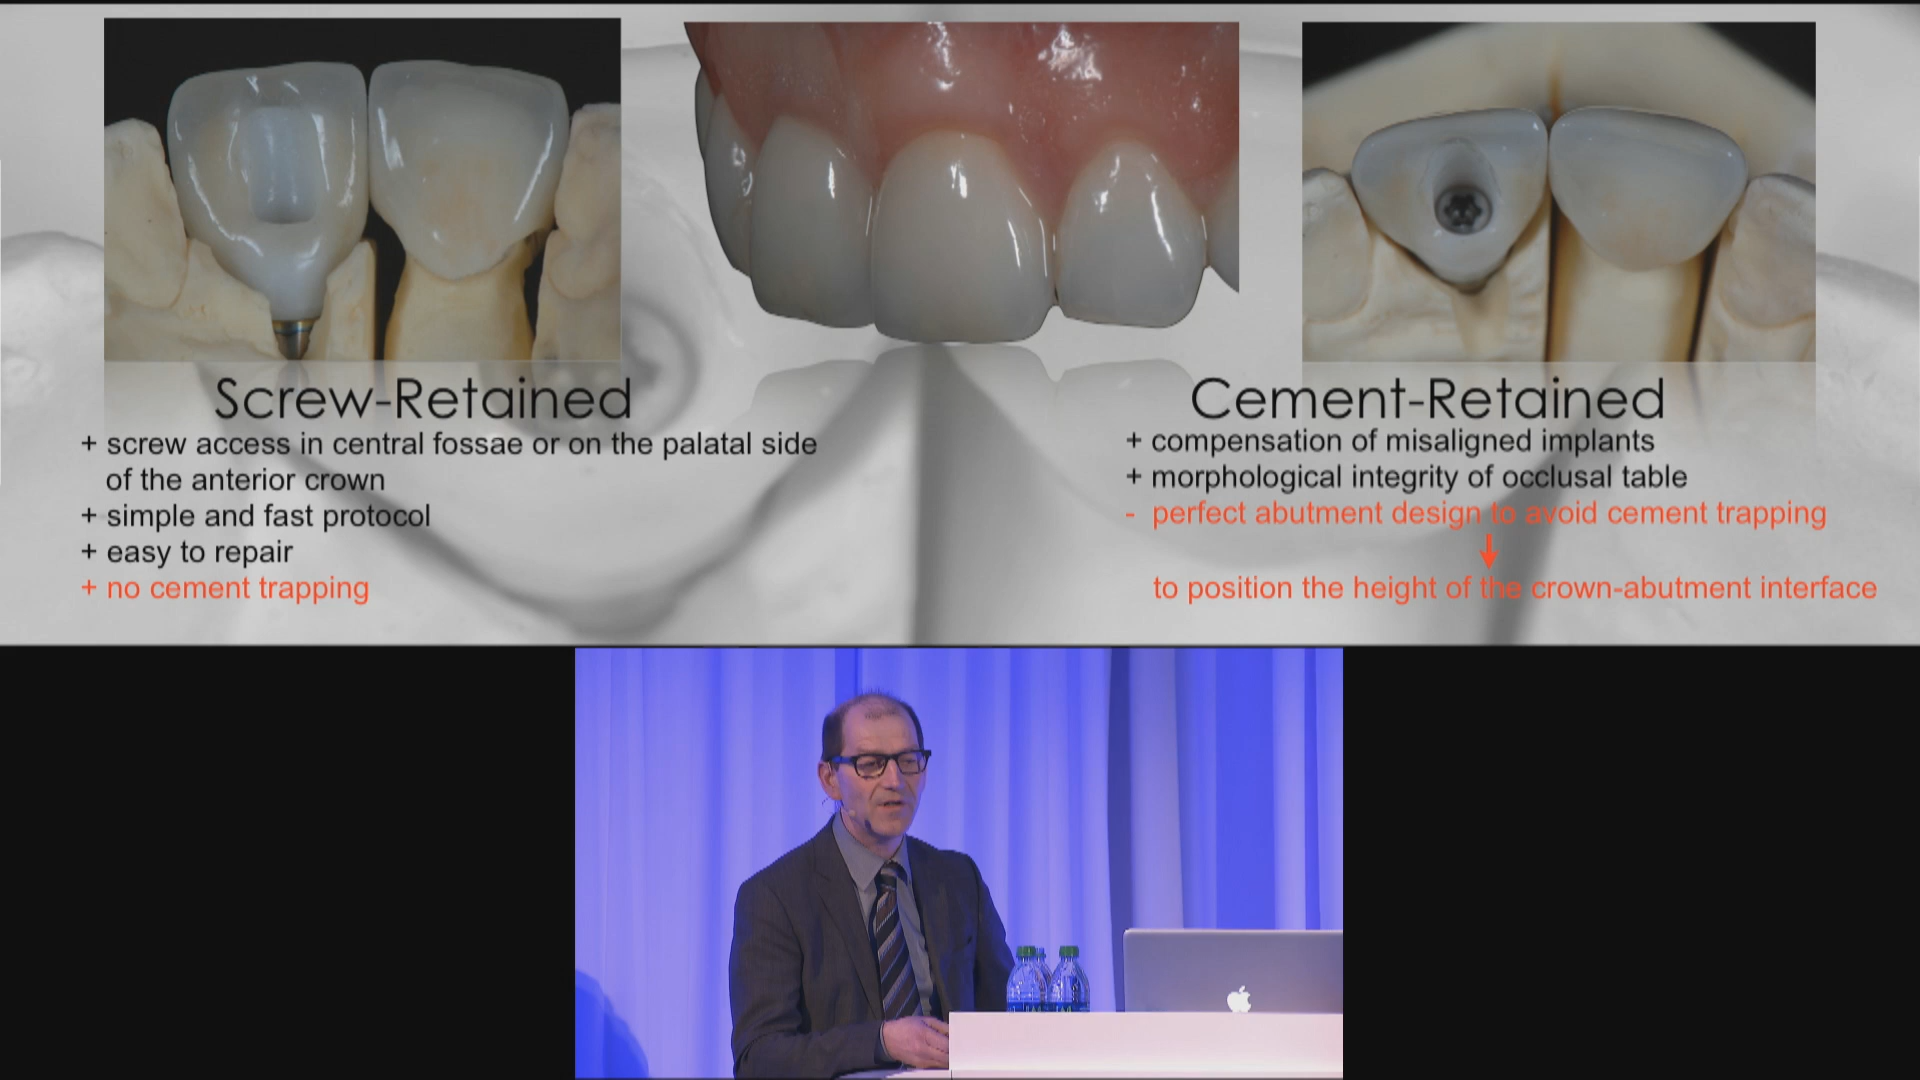 Screw-Retained
+ screw access in central fossae or on the palatal side
of the anterior crown
+ simple and fast protocol
+ easy to repair
+ no cement trapping
Cement-Retained
+ compensation of misaligned implants
+ morphological integrity of occlusal table
- perfect abutment design to avoid cement trapping
to position the height of the crown-abutment interface